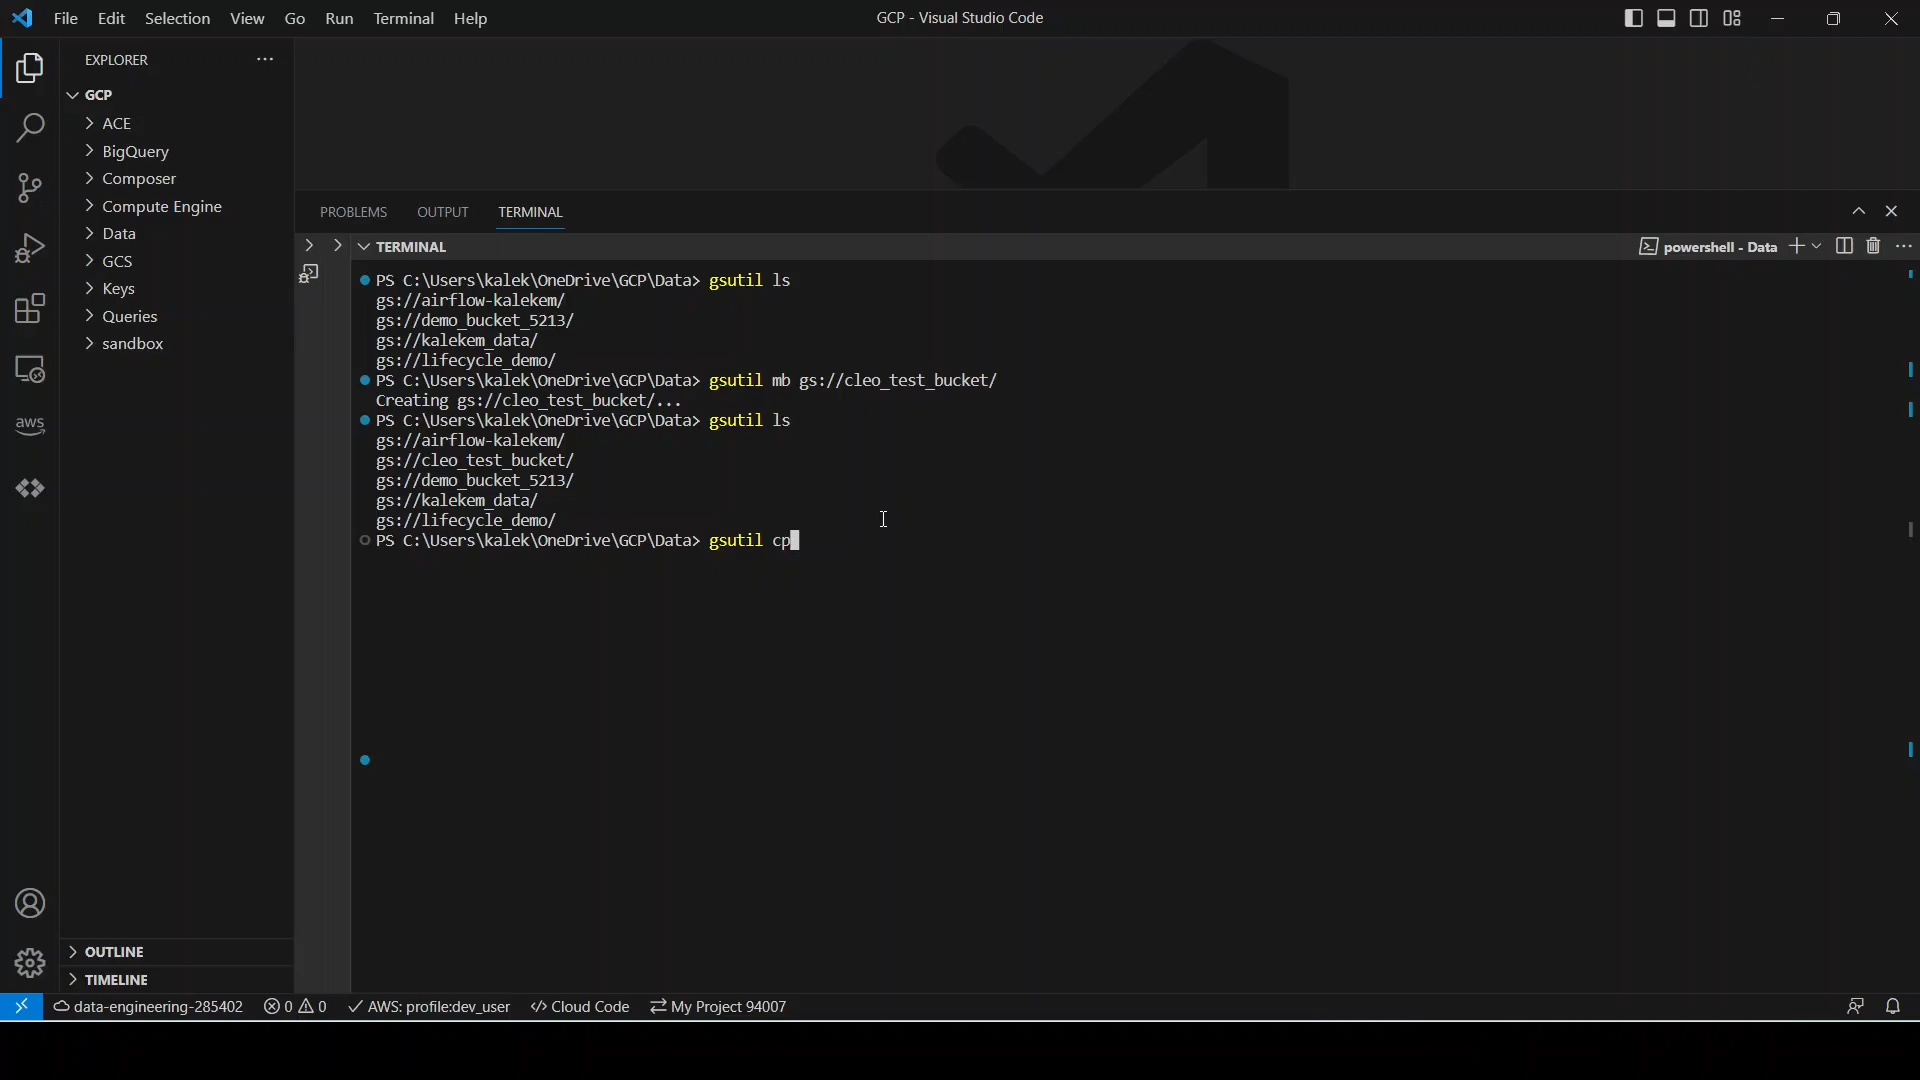 File Edit Selection View Go Run Terminal Help
GCP - Visual Studio Code
EXPLORER
GCP
ACE
BigQuery
Composer
Compute Engine
Data
GCS
Keys
Queries
sandbox
aws
OUTLINE
TIMELINE
PROBLEMS OUTPUT TERMINAL
TERMINAL
powershell - Data
PS C:\Users\kalek\OneDrive\GCP\Data> gsutil ls
gs://airflow-kalekem/
gs://demo_bucket_5213/
gs://kalekem_data/
gs://lifecycle_demo/
PS C:\Users\kalek\OneDrive\GCP\Data> gsutil mb gs://cleo_test_bucket/
Creating gs://cleo_test_bucket/...
PS C:\Users\kalek\OneDrive\GCP\Data> gsutil ls
gs://airflow-kalekem/
gs://cleo_test_bucket/
gs://demo_bucket_5213/
gs://kalekem_data/
gs://lifecycle_demo/
PS C:\Users\kalek\OneDrive\GCP\Data> gsutil cp
data-engineering-285402 0 0 AWS: profile:dev_user Cloud Code My Project 94007